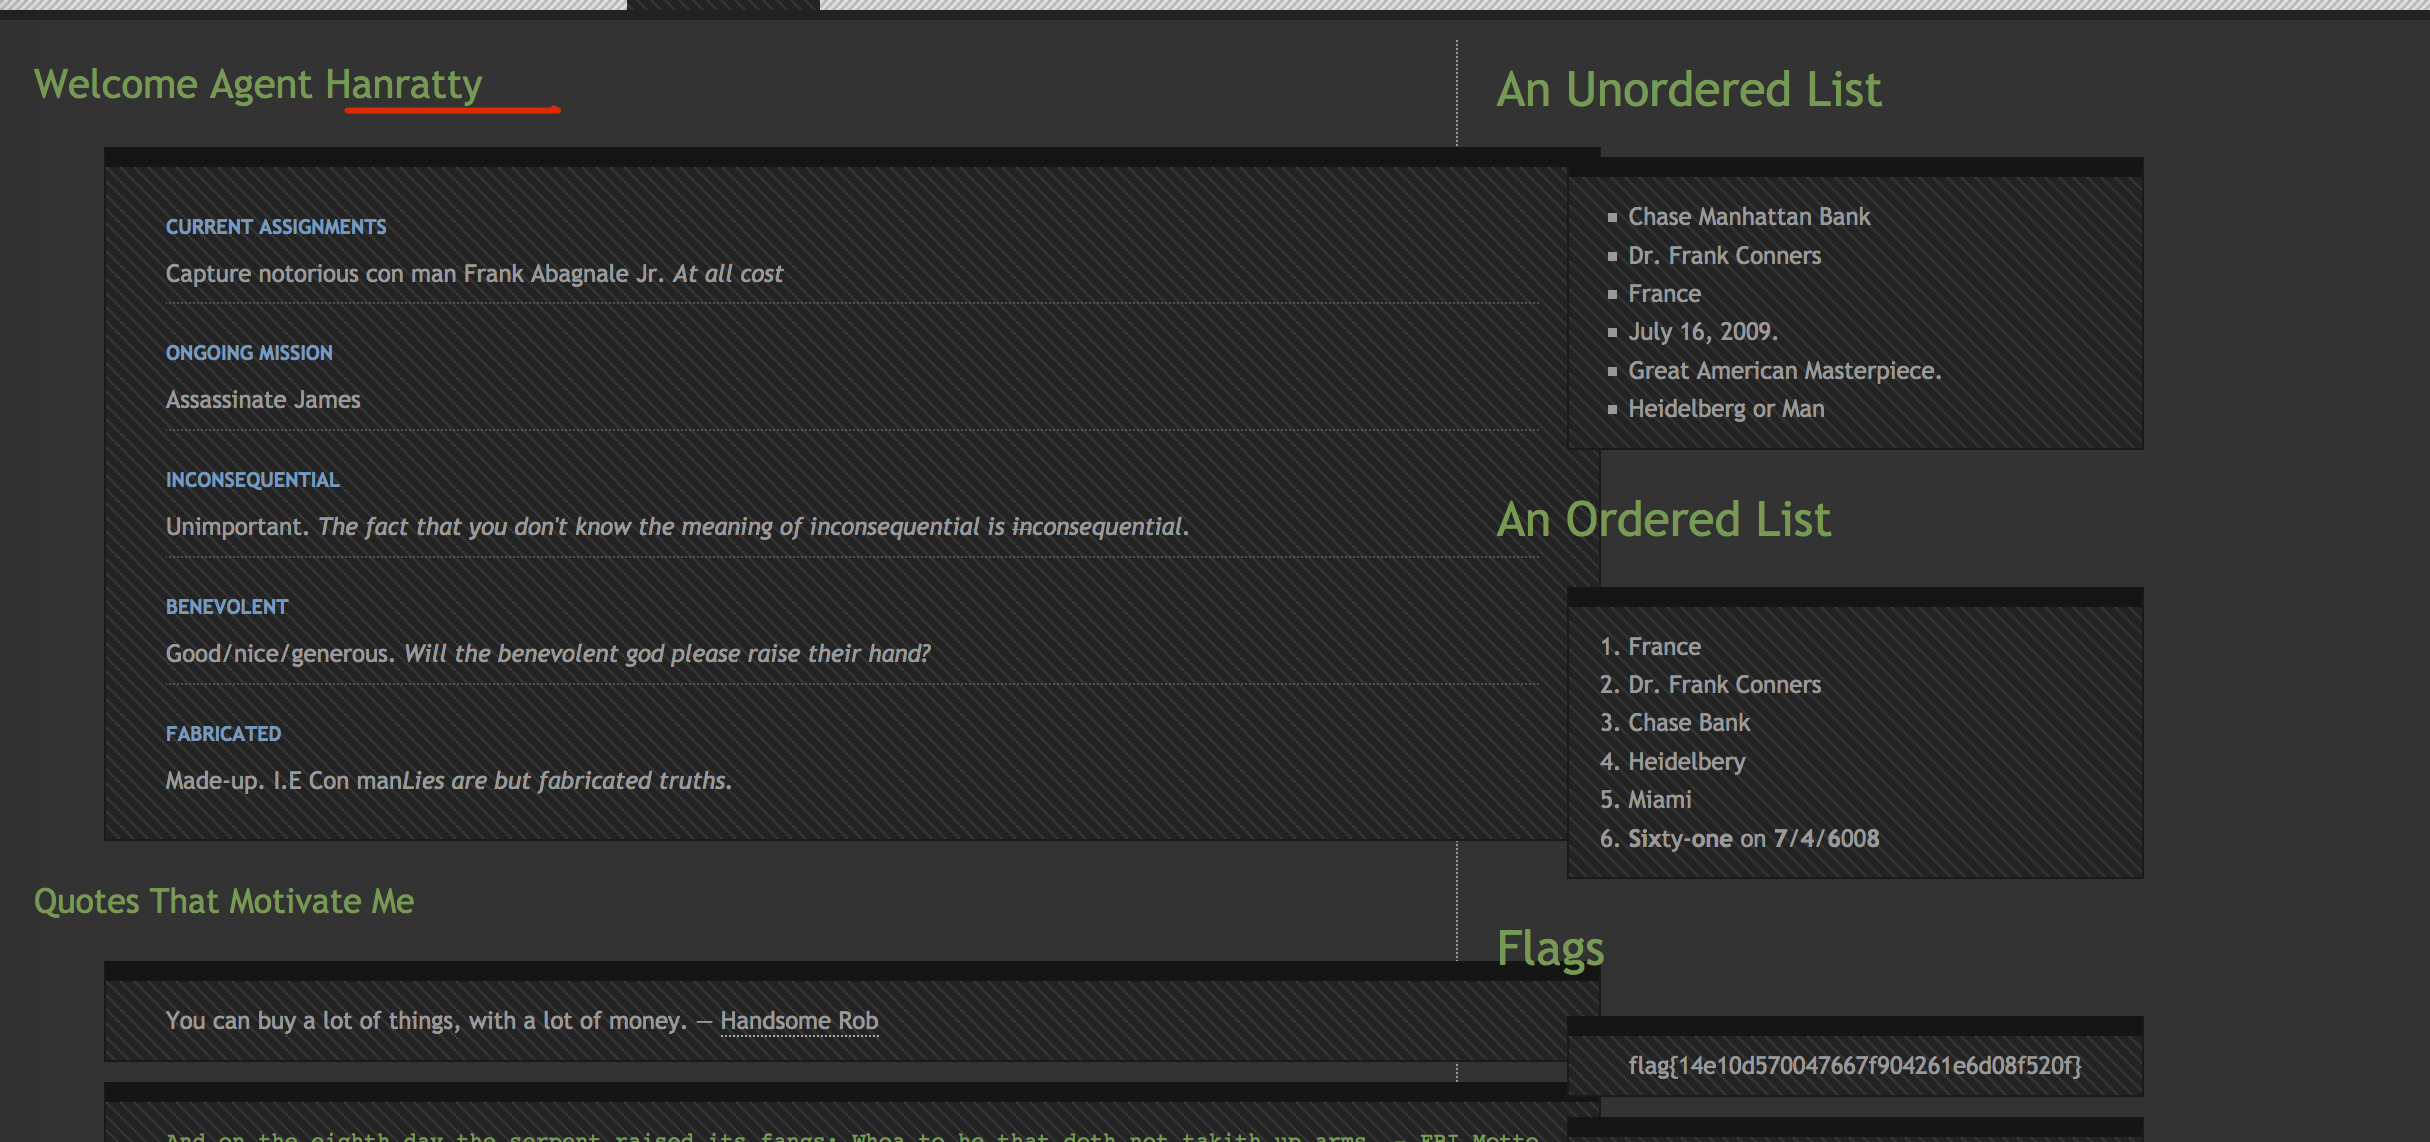 Welcome Agent Hanratty
CURRENT ASSIGNMENTS
Capture notorious con man Frank Abagnale Jr. At all cost
ONGOING MISSION
Assassinate James
INCONSEQUENTIAL
Unimportant. The fact that you don't know the meaning of inconsequential is inconsequential.
BENEVOLENT
Good/nice/generous. Will the benevolent god please raise their hand?
FABRICATED
Made-up. I.E Con manLies are but fabricated truths.
Quotes That Motivate Me
You can buy a lot of things, with a lot of money. — Handsome Rob
And on the eighth day the serpent raised its fangs; Whoa to he that doth not takith up arms. — FBI Motto
An Unordered List
Chase Manhattan Bank
Dr. Frank Conners
France
July 16, 2009.
Great American Masterpiece.
Heidelberg or Man
An Ordered List
1. France
2. Dr. Frank Conners
3. Chase Bank
4. Heidelbery
5. Miami
6. Sixty-one on 7/4/6008
Flags
flag{14e10d570047667f904261e6d08f520f}